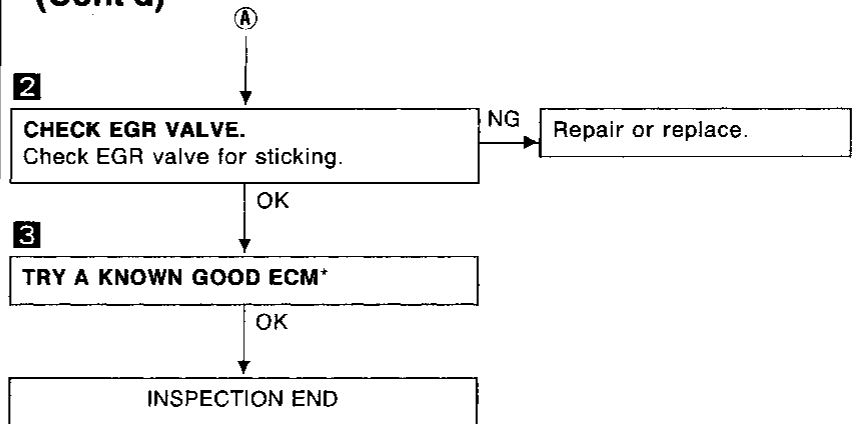 (Cont'd)
A
2
CHECK EGR VALVE.
Check EGR valve for sticking.
NG
Repair or replace.
OK
3
TRY A KNOWN GOOD ECM*
OK
INSPECTION END